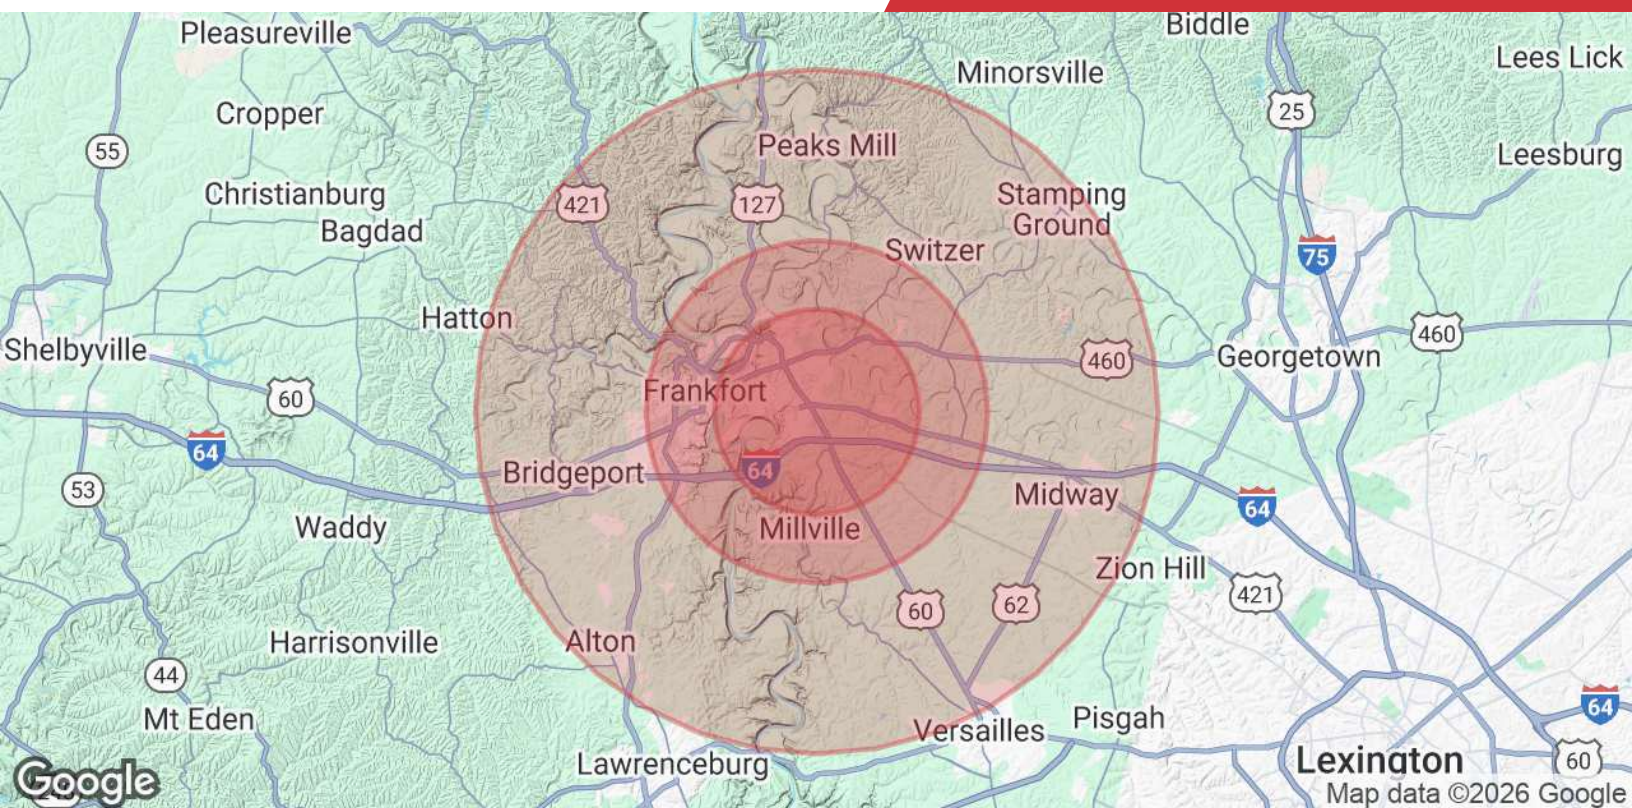 Pleasureville
Biddle
Lees Lick
Minorsville
Cropper
25
55
Peaks Mill
Leesburg
Christianburg
421
127
Stamping
Ground
Bagdad
Switzer
75
Hatton
460
Shelbyville
460
Georgetown
60
Frankfort
64
Bridgeport
64
53
Midway
64
Waddy
Millville
Zion Hill
421
60
62
Harrisonville
Alton
44
Mt Eden
Versailles
Pisgah
64
Lawrenceburg
Lexington
60
Google
Map data ©2026 Google